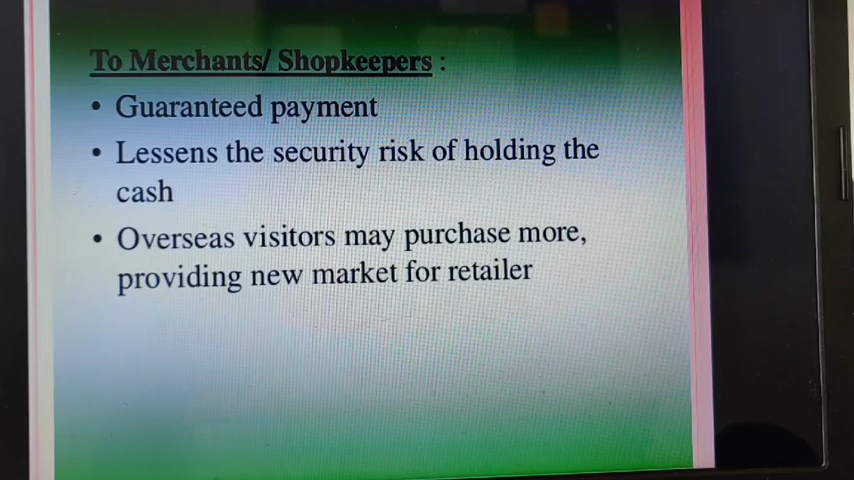 To Merchants/ Shopkeepers :
• Guaranteed payment
• Lessens the security risk of holding the
cash
• Overseas visitors may purchase more,
providing new market for retailer